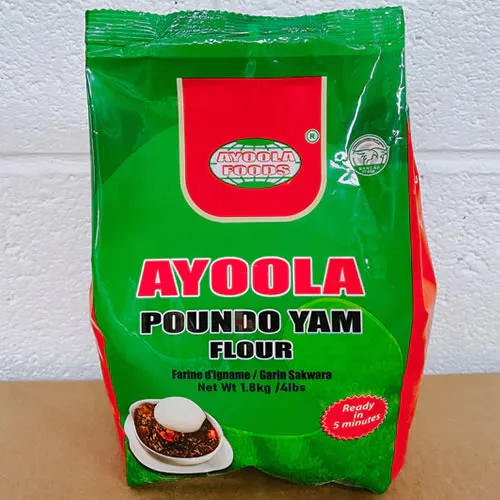 AYOOLA
FOODS
®
AYOOLA
POUNDO YAM
FLOUR
Farine d'igname / Garin Sakwara
Net Wt 1.8kg /4lbs
Ready
in
5 minutes